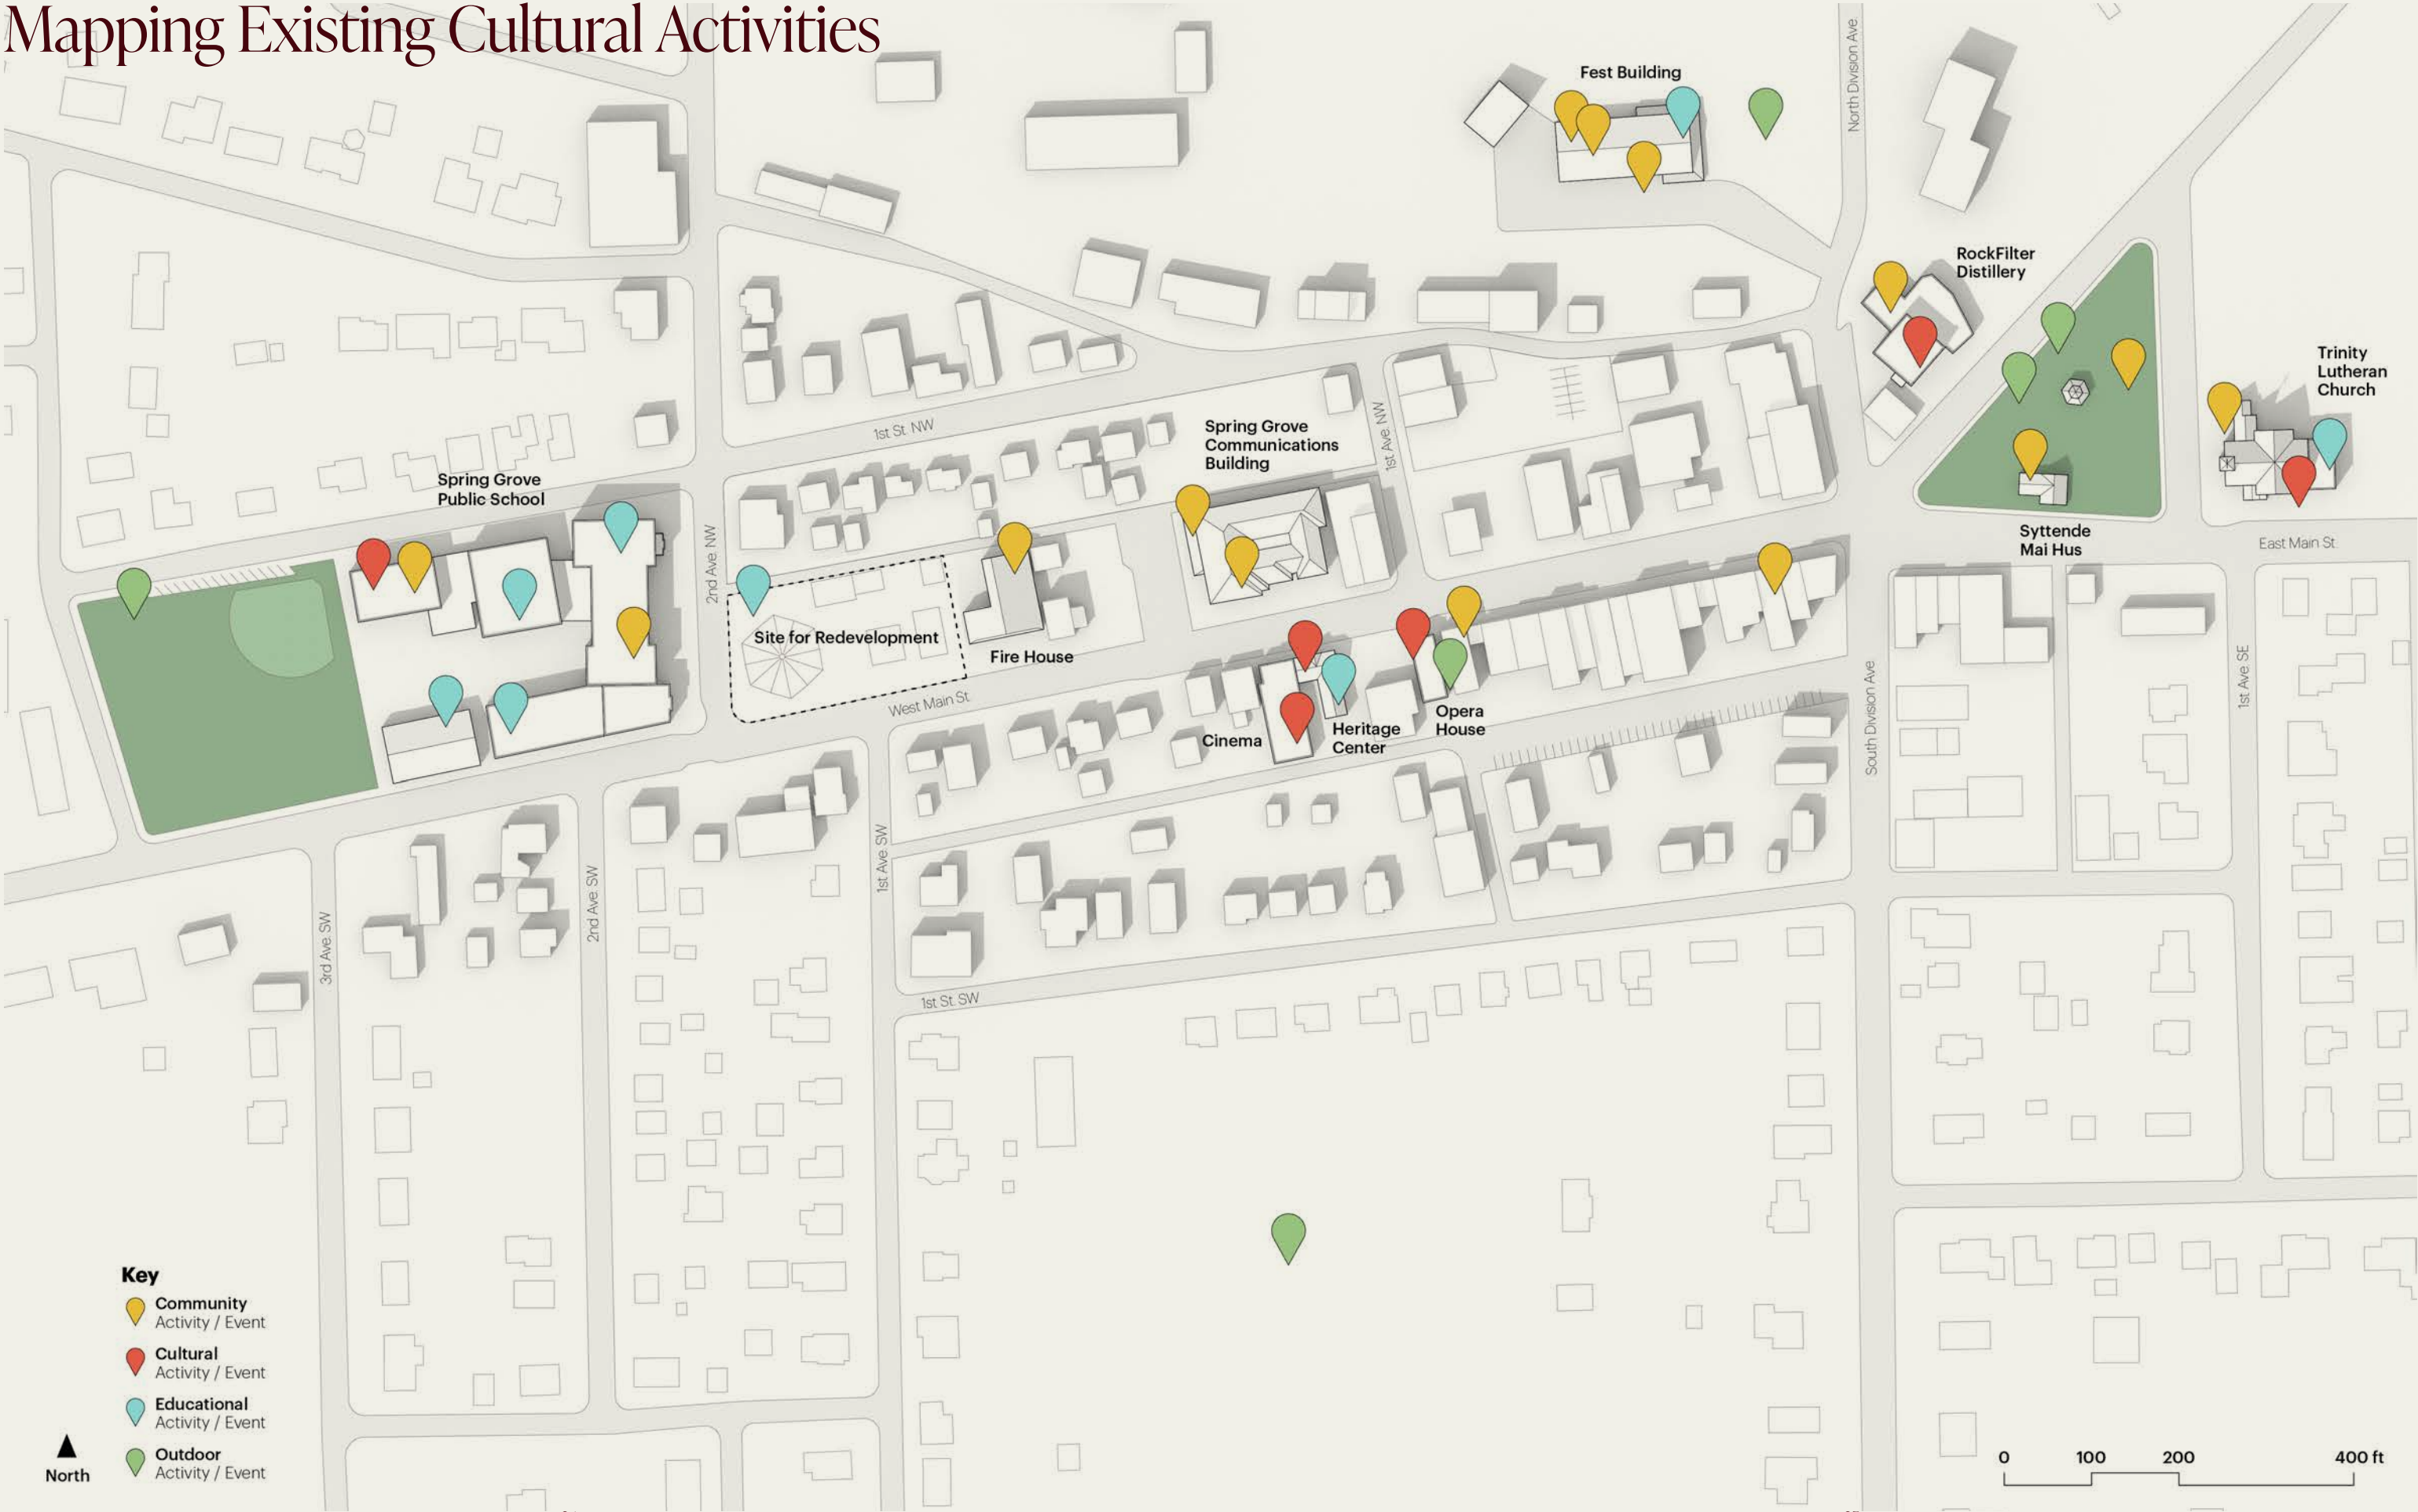 Mapping Existing Cultural Activities
Fest Building
North Division Ave.
RockFilter
Distillery
Trinity
Lutheran
Church
1st St. NW
1st Ave. NW
Spring Grove
Communications
Building
Spring Grove
Public School
2nd Ave. NW
Syttende
Mai Hus
East Main St.
Site for Redevelopment
Fire House
West Main St.
Cinema
Heritage
Center
Opera
House
South Division Ave.
1st Ave. SE
1st Ave. SW
2nd Ave. SW
3rd Ave. SW
1st St. SW
Key
Community
Activity / Event
Cultural
Activity / Event
Educational
Activity / Event
Outdoor
Activity / Event
North
0 100 200 400 ft